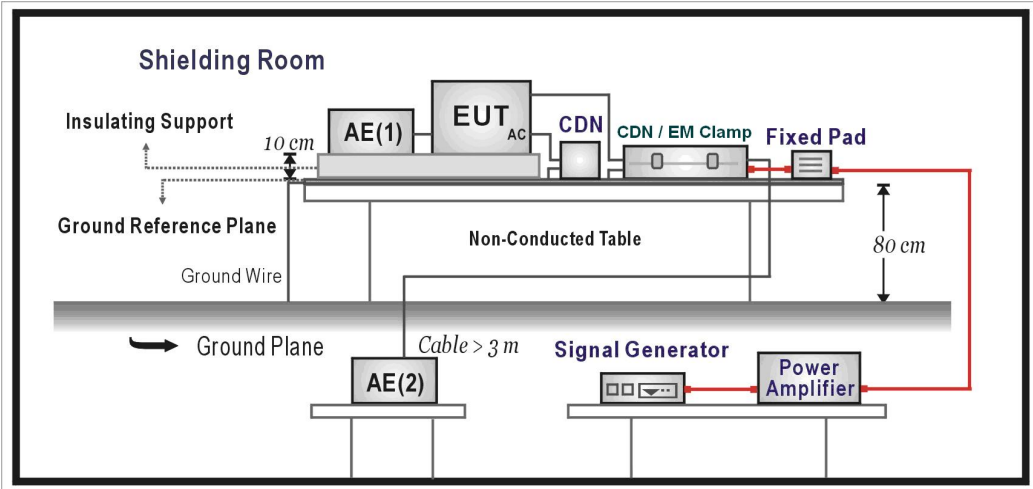 Shielding Room
Insulating Support
10 cm
AE(1)
EUT
AC
CDN
CDN / EM Clamp
Fixed Pad
Ground Reference Plane
Non-Conducted Table
80 cm
Ground Wire
Ground Plane
Cable > 3 m
Signal Generator
AE(2)
Power
Amplifier